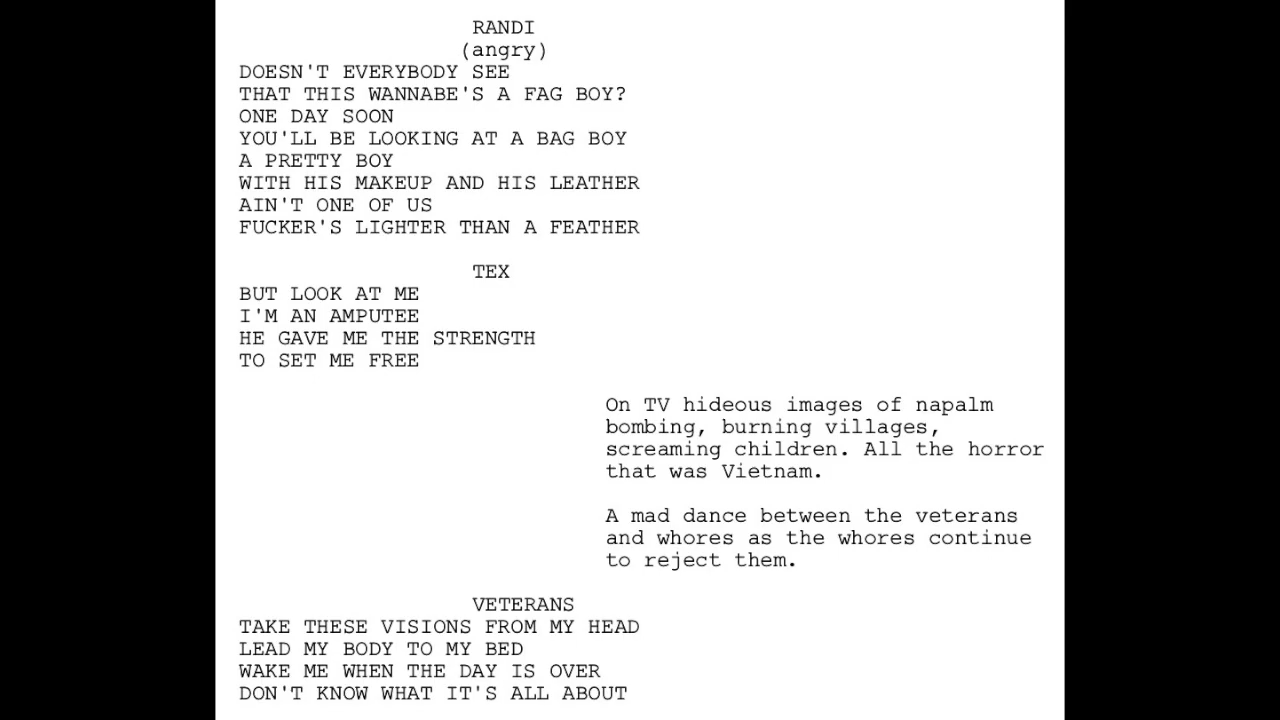 RANDI
(angry)
DOESN'T EVERYBODY SEE
THAT THIS WANNABE'S A FAG BOY?
ONE DAY SOON
YOU'LL BE LOOKING AT A BAG BOY
A PRETTY BOY
WITH HIS MAKEUP AND HIS LEATHER
AIN'T ONE OF US
FUCKER'S LIGHTER THAN A FEATHER
TEX
BUT LOOK AT ME
I'M AN AMPUTEE
HE GAVE ME THE STRENGTH
TO SET ME FREE
On TV hideous images of napalm
bombing, burning villages,
screaming children. All the horror
that was Vietnam.
A mad dance between the veterans
and whores as the whores continue
to reject them.
VETERANS
TAKE THESE VISIONS FROM MY HEAD
LEAD MY BODY TO MY BED
WAKE ME WHEN THE DAY IS OVER
DON'T KNOW WHAT IT'S ALL ABOUT